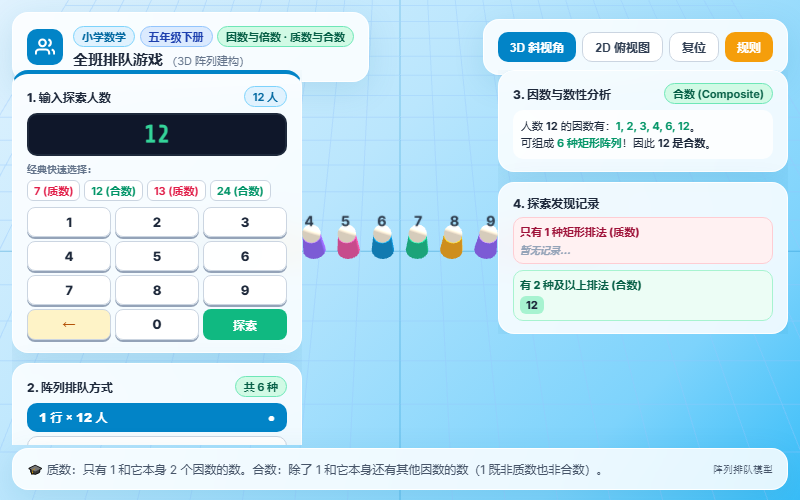 小学数学 五年级下册 因数与倍数 · 质数与合数
全班排队游戏 (3D 阵列建构)
3D 斜视角 2D 俯视图 复位 规则
1. 输入探索人数 12 人
12
经典快速选择:
7 (质数) 12 (合数) 13 (质数) 24 (合数)
1 2 3
4 5 6
7 8 9
← 0 探索
2. 阵列排队方式 共 6 种
1 行 × 12 人
4 5 6 7 8 9
3. 因数与数性分析 合数 (Composite)
人数 12 的因数有: 1, 2, 3, 4, 6, 12。
可组成 6 种矩形阵列! 因此 12 是合数。
4. 探索发现记录
只有 1 种矩形排法 (质数)
暂无记录...
有 2 种及以上排法 (合数)
12
🎓 质数: 只有 1 和它本身 2 个因数的数。合数: 除了 1 和它本身还有其他因数的数 (1 既非质数也非合数) 。
阵列排队模型